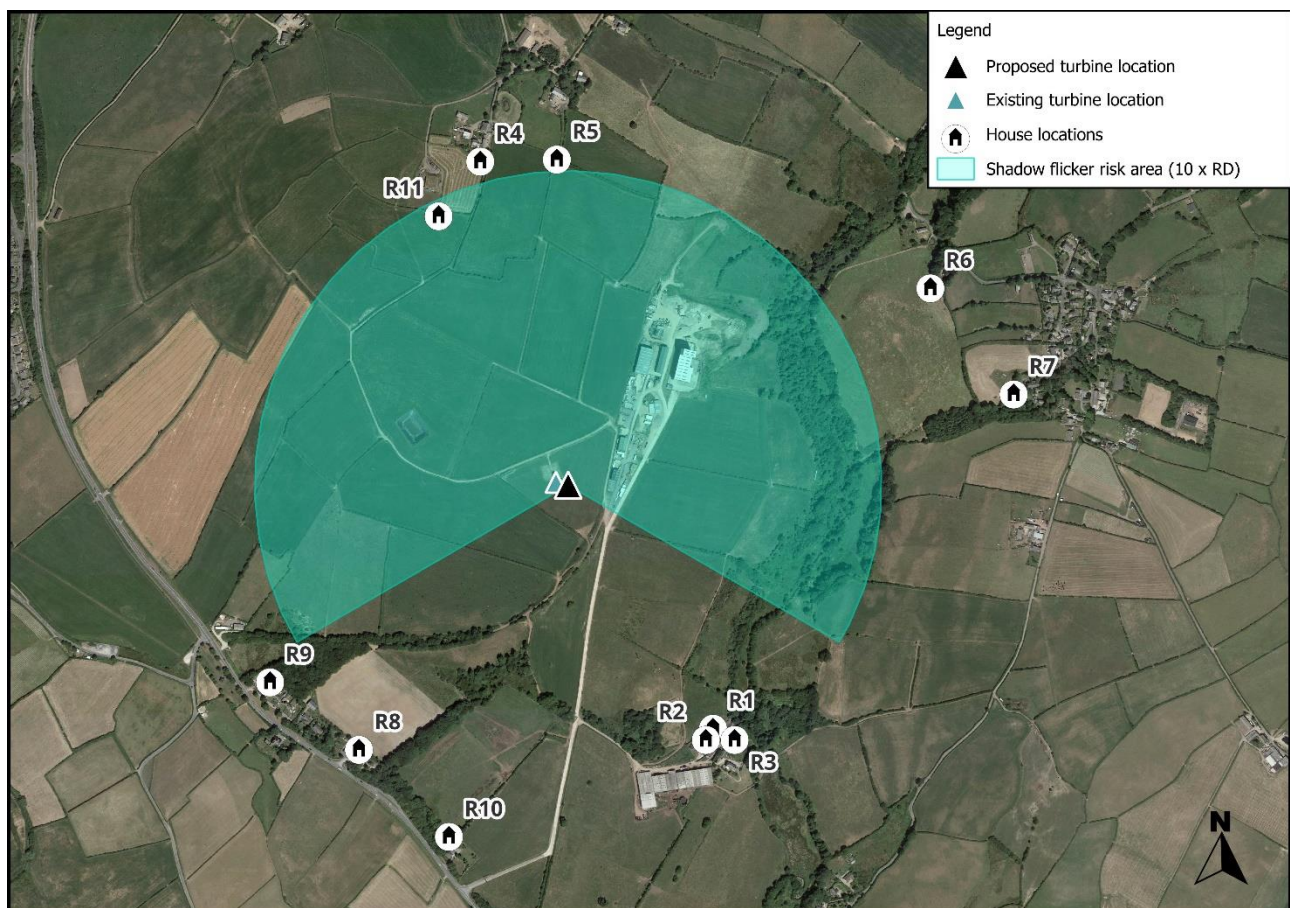 Legend
Proposed turbine location
Existing turbine location
House locations
Shadow flicker risk area (10 x RD)
R4
R5
R11
R6
R7
R9
R1
R2
R8
R3
R10
N